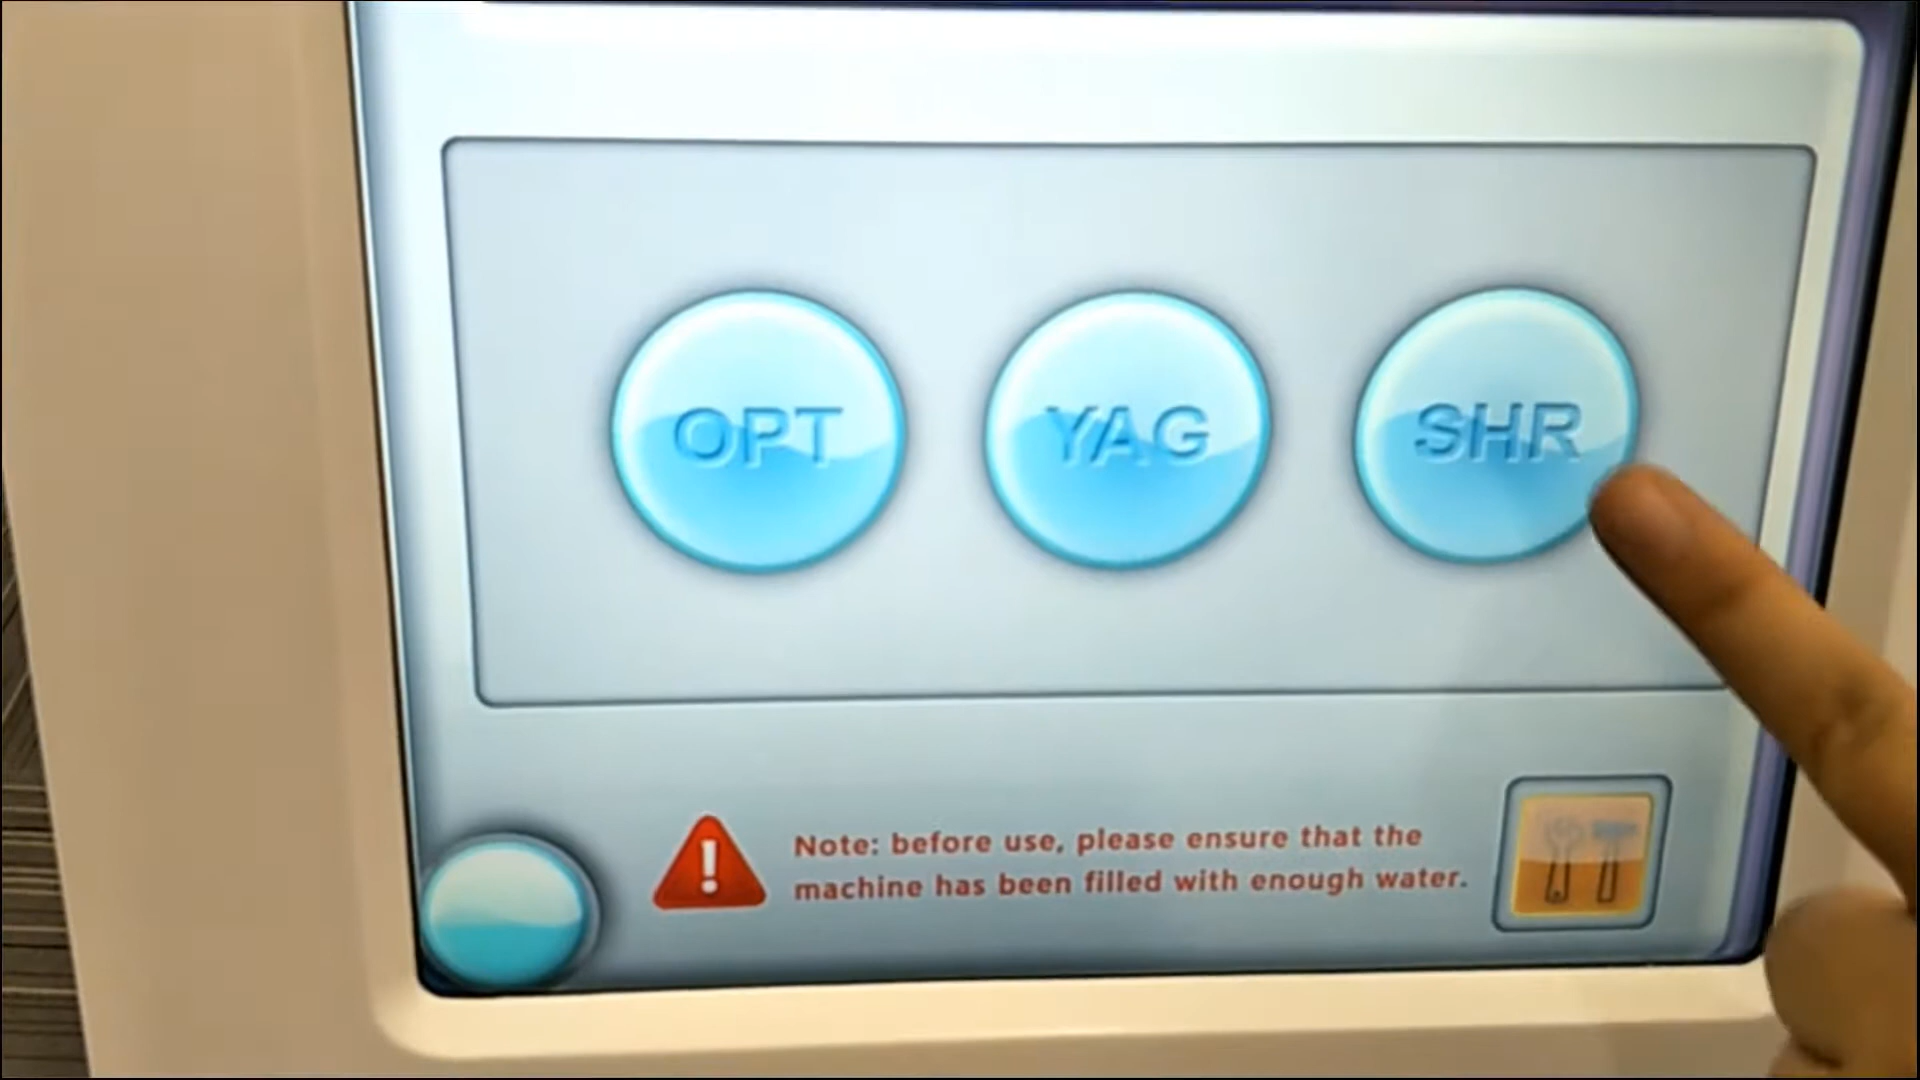 OPT
YAG
SHR
Note: before use, please ensure that the
machine has been filled with enough water.